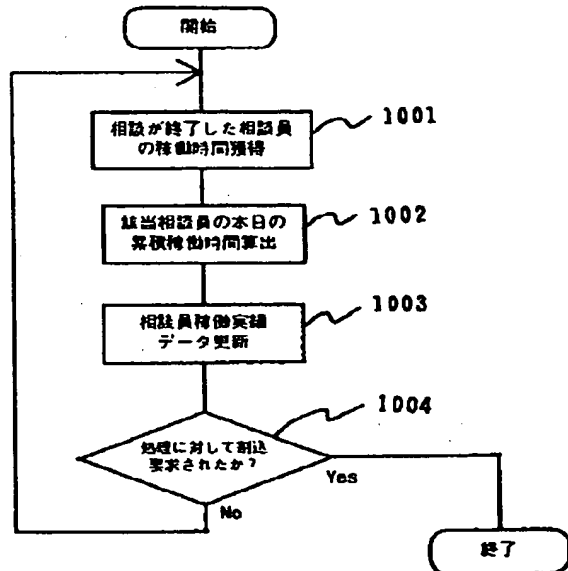 開始
相談が終了した相談員
の稼働時間獲得
1001
該当相談員の本日の
累積稼働時間算出
1002
相談員稼働実績
データ更新
1003
処理に対して割込
要求されたか?
1004
Yes
No
終了